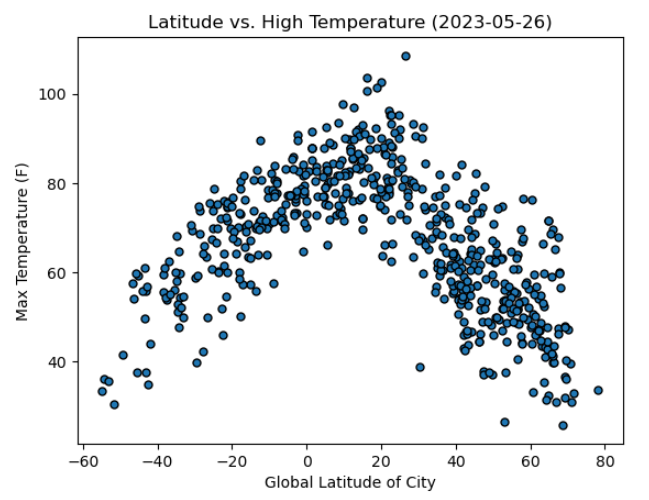 Latitude vs. High Temperature (2023-05-26)
Max Temperature (F)
100
80
60
40
−60 −40 −20 0 20 40 60 80
Global Latitude of City